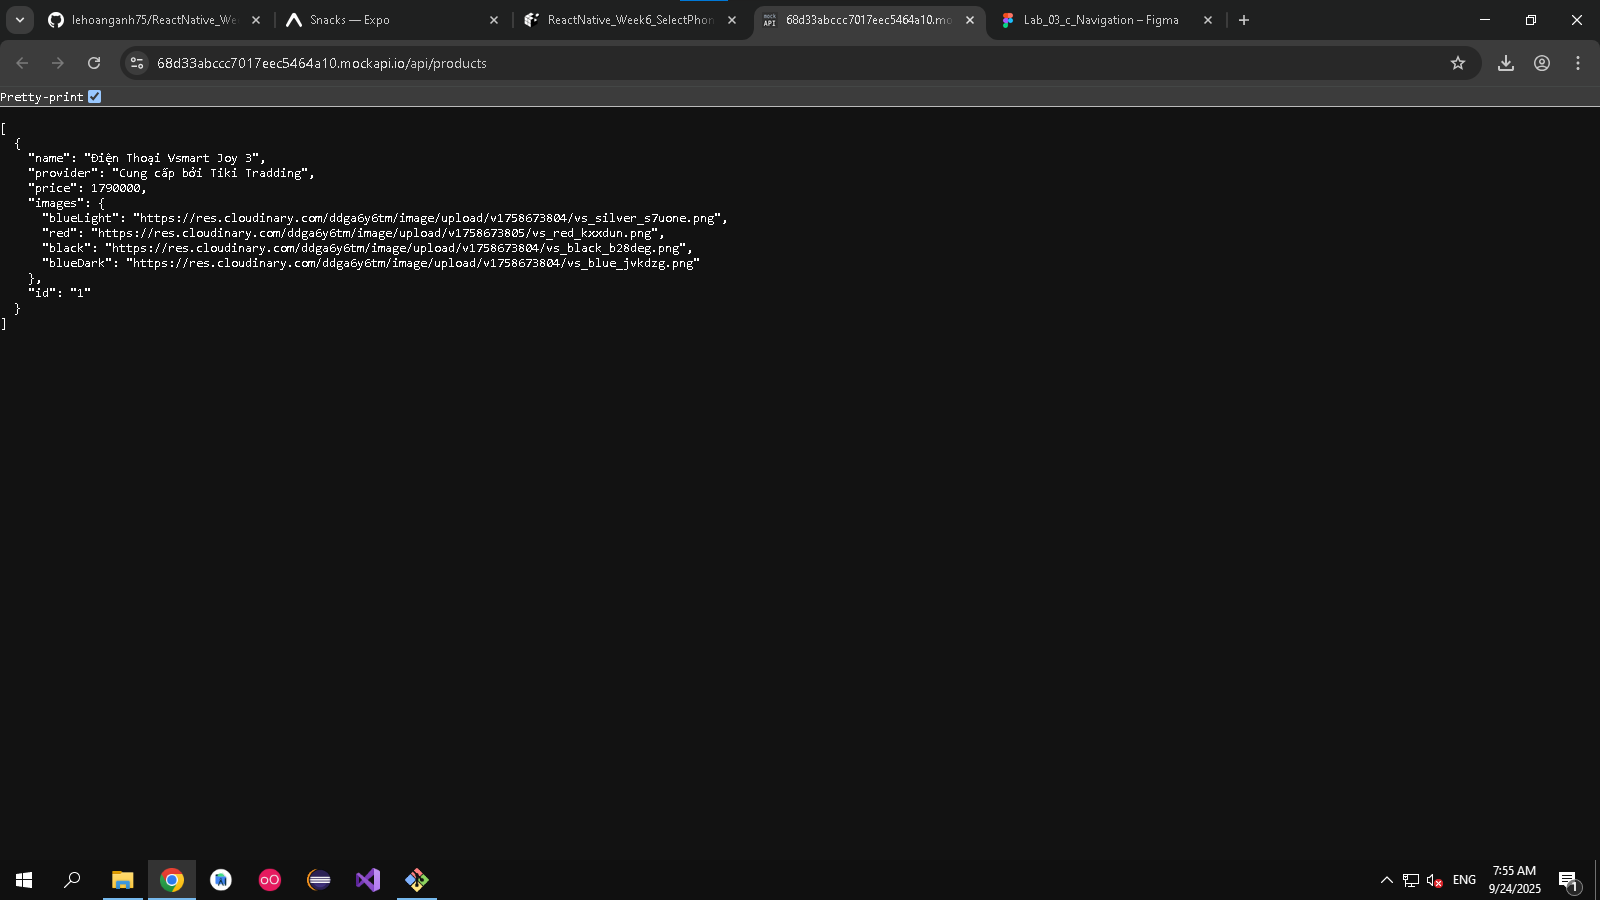 lehoanganh75/ReactNative_We
Snacks — Expo
ReactNative_Week6_SelectPhon
MOCK API
68d33abccc7017eec5464a10.mo
Lab_03_c_Navigation – Figma
68d33abccc7017eec5464a10.mockapi.io/api/products
Pretty-print
[
{
"name": "Điện Thoại Vsmart Joy 3",
"provider": "Cung cấp bởi Tiki Tradding",
"price": 1790000,
"images": {
"blueLight": "https://res.cloudinary.com/ddga6y6tm/image/upload/v1758673804/vs_silver_s7uone.png",
"red": "https://res.cloudinary.com/ddga6y6tm/image/upload/v1758673805/vs_red_kxxdun.png",
"black": "https://res.cloudinary.com/ddga6y6tm/image/upload/v1758673804/vs_black_b28deg.png",
"blueDark": "https://res.cloudinary.com/ddga6y6tm/image/upload/v1758673804/vs_blue_jvkdzg.png"
},
"id": "1"
}
]
ENG
7:55 AM
9/24/2025
1